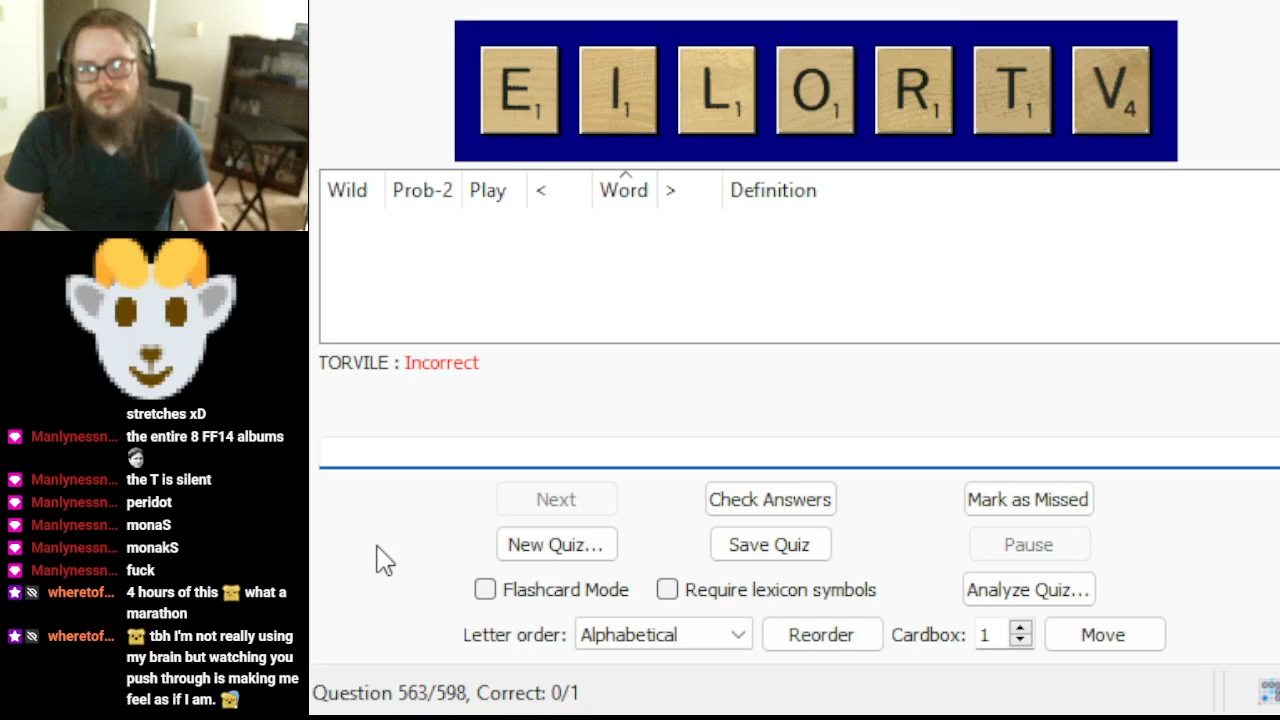 E1 I1 L1 O1 R1 T1 V4
Wild Prob-2 Play < Word > Definition
TORVILE : Incorrect
Next Check Answers Mark as Missed
New Quiz... Save Quiz Pause
Flashcard Mode Require lexicon symbols Analyze Quiz...
Letter order: Alphabetical Reorder Cardbox: 1 Move
Question 563/598, Correct: 0/1
stretches xD
Manlynessn... the entire 8 FF14 albums
Manlynessn... the T is silent
Manlynessn... peridot
Manlynessn... monaS
Manlynessn... monakS
Manlynessn... fuck
wheretof... 4 hours of this what a
marathon
wheretof... tbh I'm not really using
my brain but watching you
push through is making me
feel as if I am.